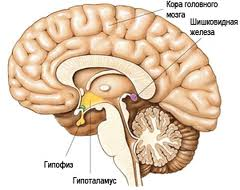 Кора головного
мозга
Шишковидная
железа
Гипофиз
Гипоталамус